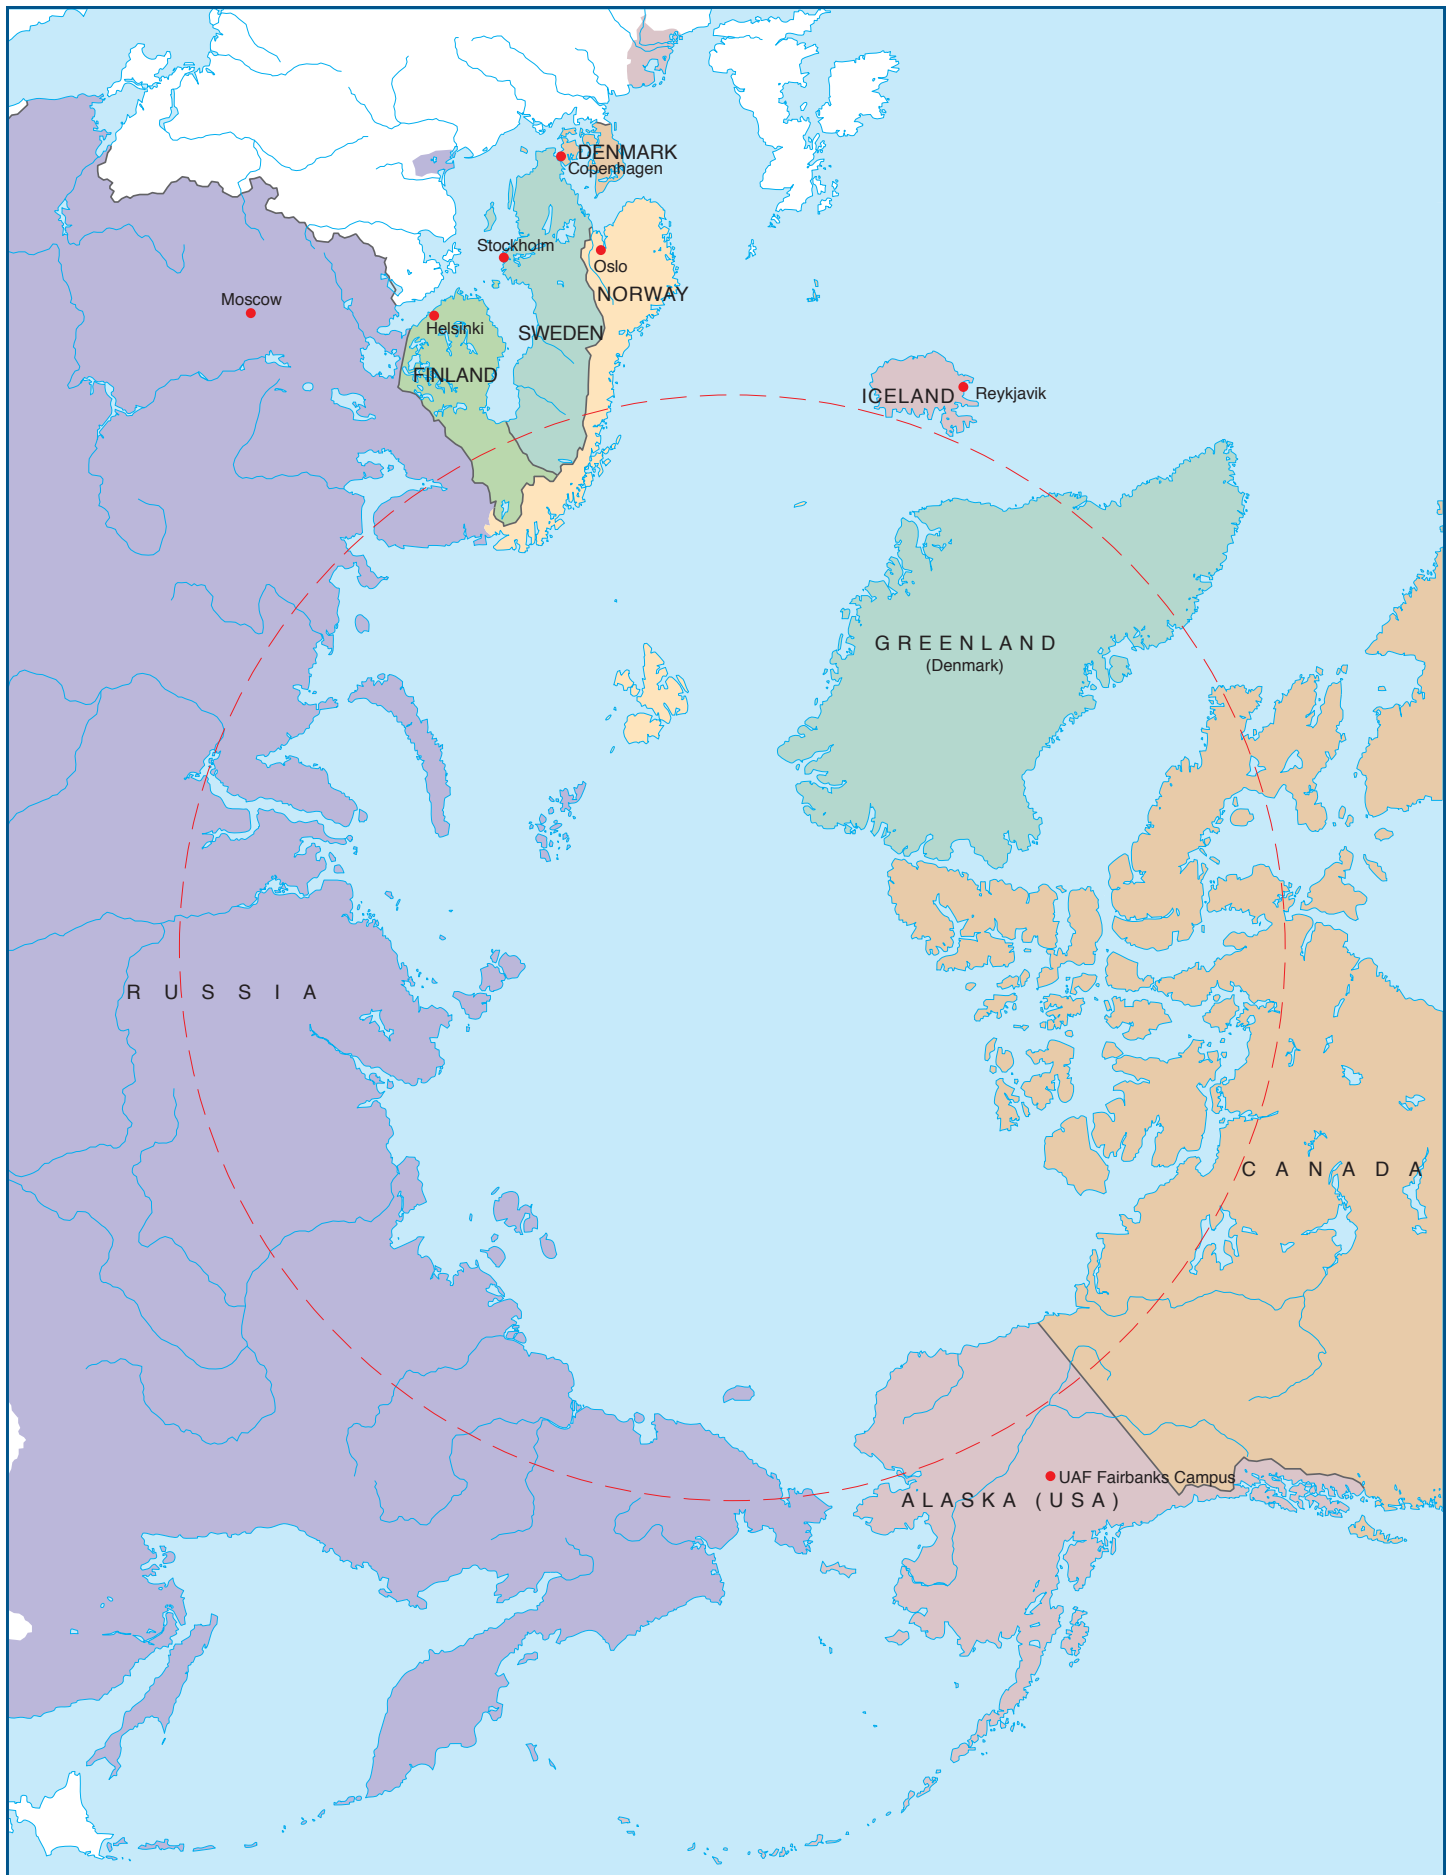 DENMARK
Copenhagen
Stockholm
Oslo
NORWAY
Moscow
Helsinki
SWEDEN
FINLAND
ICELAND
Reykjavik
GREENLAND
(Denmark)
RUSSIA
CANADA
UAF Fairbanks Campus
ALASKA (USA)